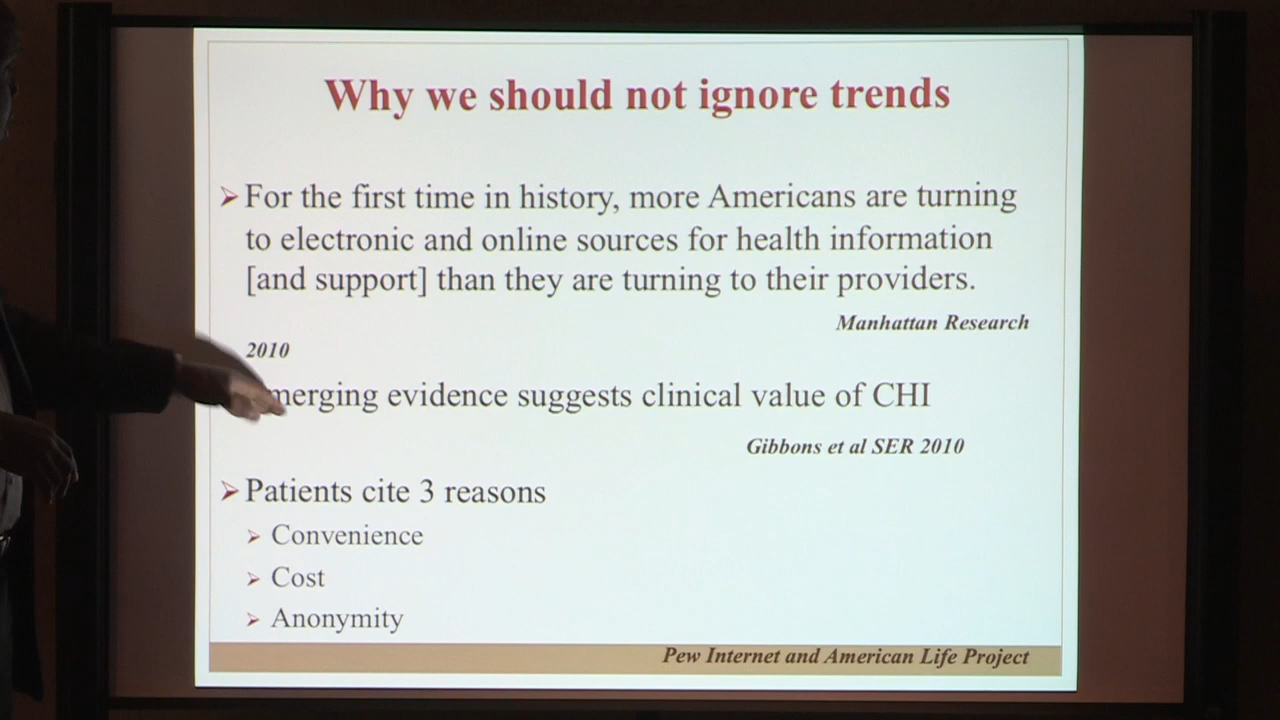 Why we should not ignore trends
For the first time in history, more Americans are turning
to electronic and online sources for health information
[and support] than they are turning to their providers.
Manhattan Research
2010
evidence suggests clinical value of CHI
Gibbons et al SER 2010
Patients cite 3 reasons
Convenience
Cost
Anonymity
Pew Internet and American Life Project